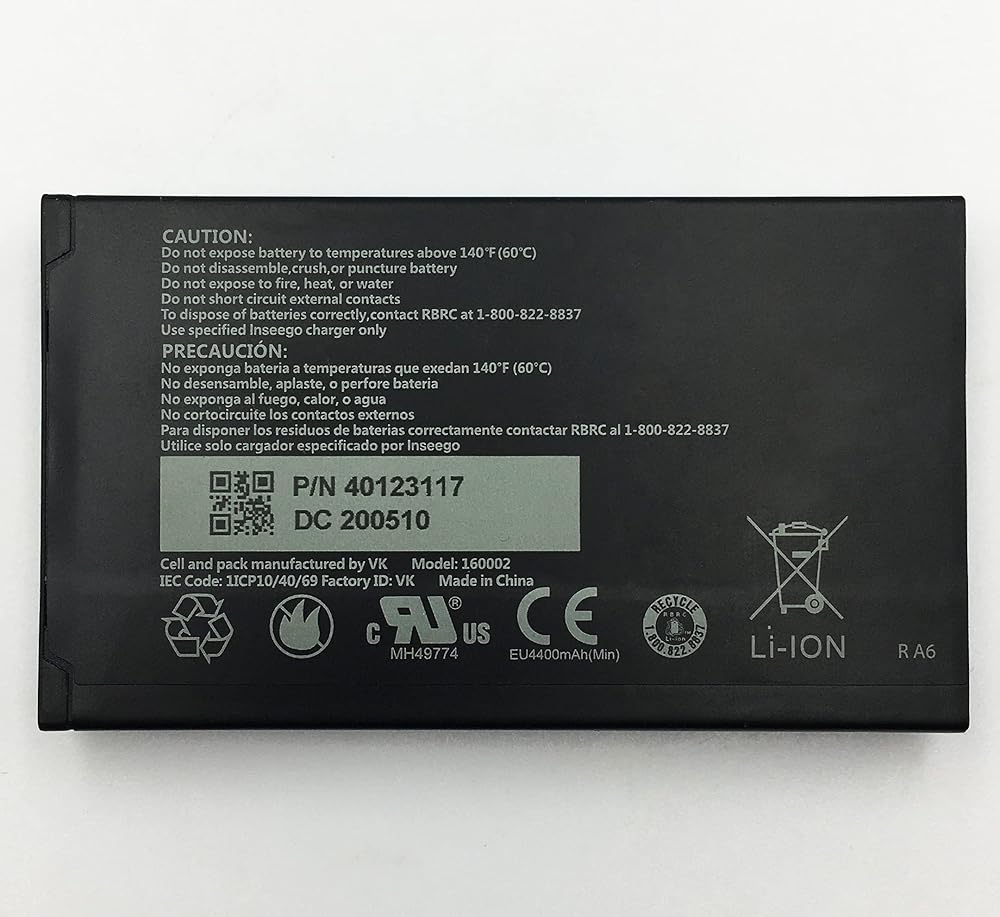 CAUTION:
Do not expose battery to temperatures above 140°F (60°C)
Do not disassemble,crush,or puncture battery
Do not expose to fire, heat, or water
Do not short circuit external contacts
To dispose of batteries correctly,contact RBRC at 1-800-822-8837
Use specified Inseego charger only
PRECAUCIÓN:
No exponga bateria a temperaturas que exedan 140°F (60°C)
No desensamble, aplaste, o perfore bateria
No exponga al fuego, calor, o agua
No cortocircuite los contactos externos
Para disponer los residuos de baterias correctamente contactar RBRC al 1-800-822-8837
Utilice solo cargador especificado por Inseego
P/N 40123117
DC 200510
Cell and pack manufactured by VK Model: 160002
IEC Code: 1ICP10/40/69 Factory ID: VK Made in China
c RU ® US
MH49774
CE
EU4400mAh(Min)
RECYCLE
RBRC
Li-ion
1.800.822.8837
Li-ION
R A6